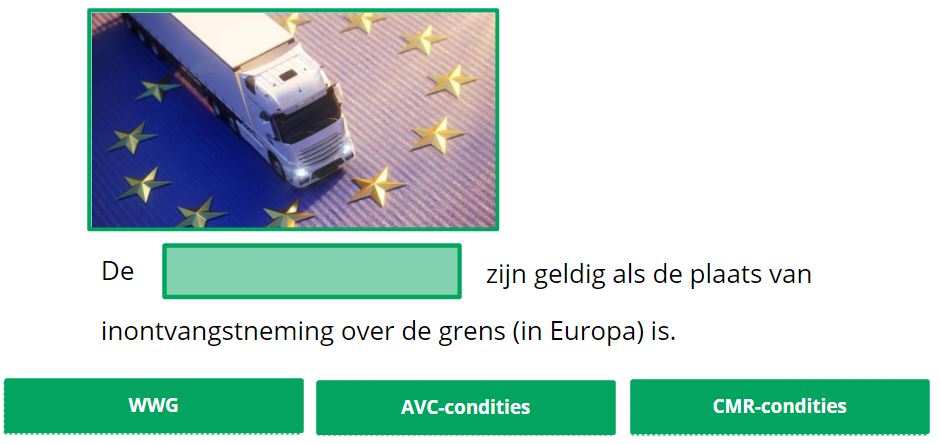 De zijn geldig als de plaats van
inontvangstneming over de grens (in Europa) is.
WWG
AVC-condities
CMR-condities